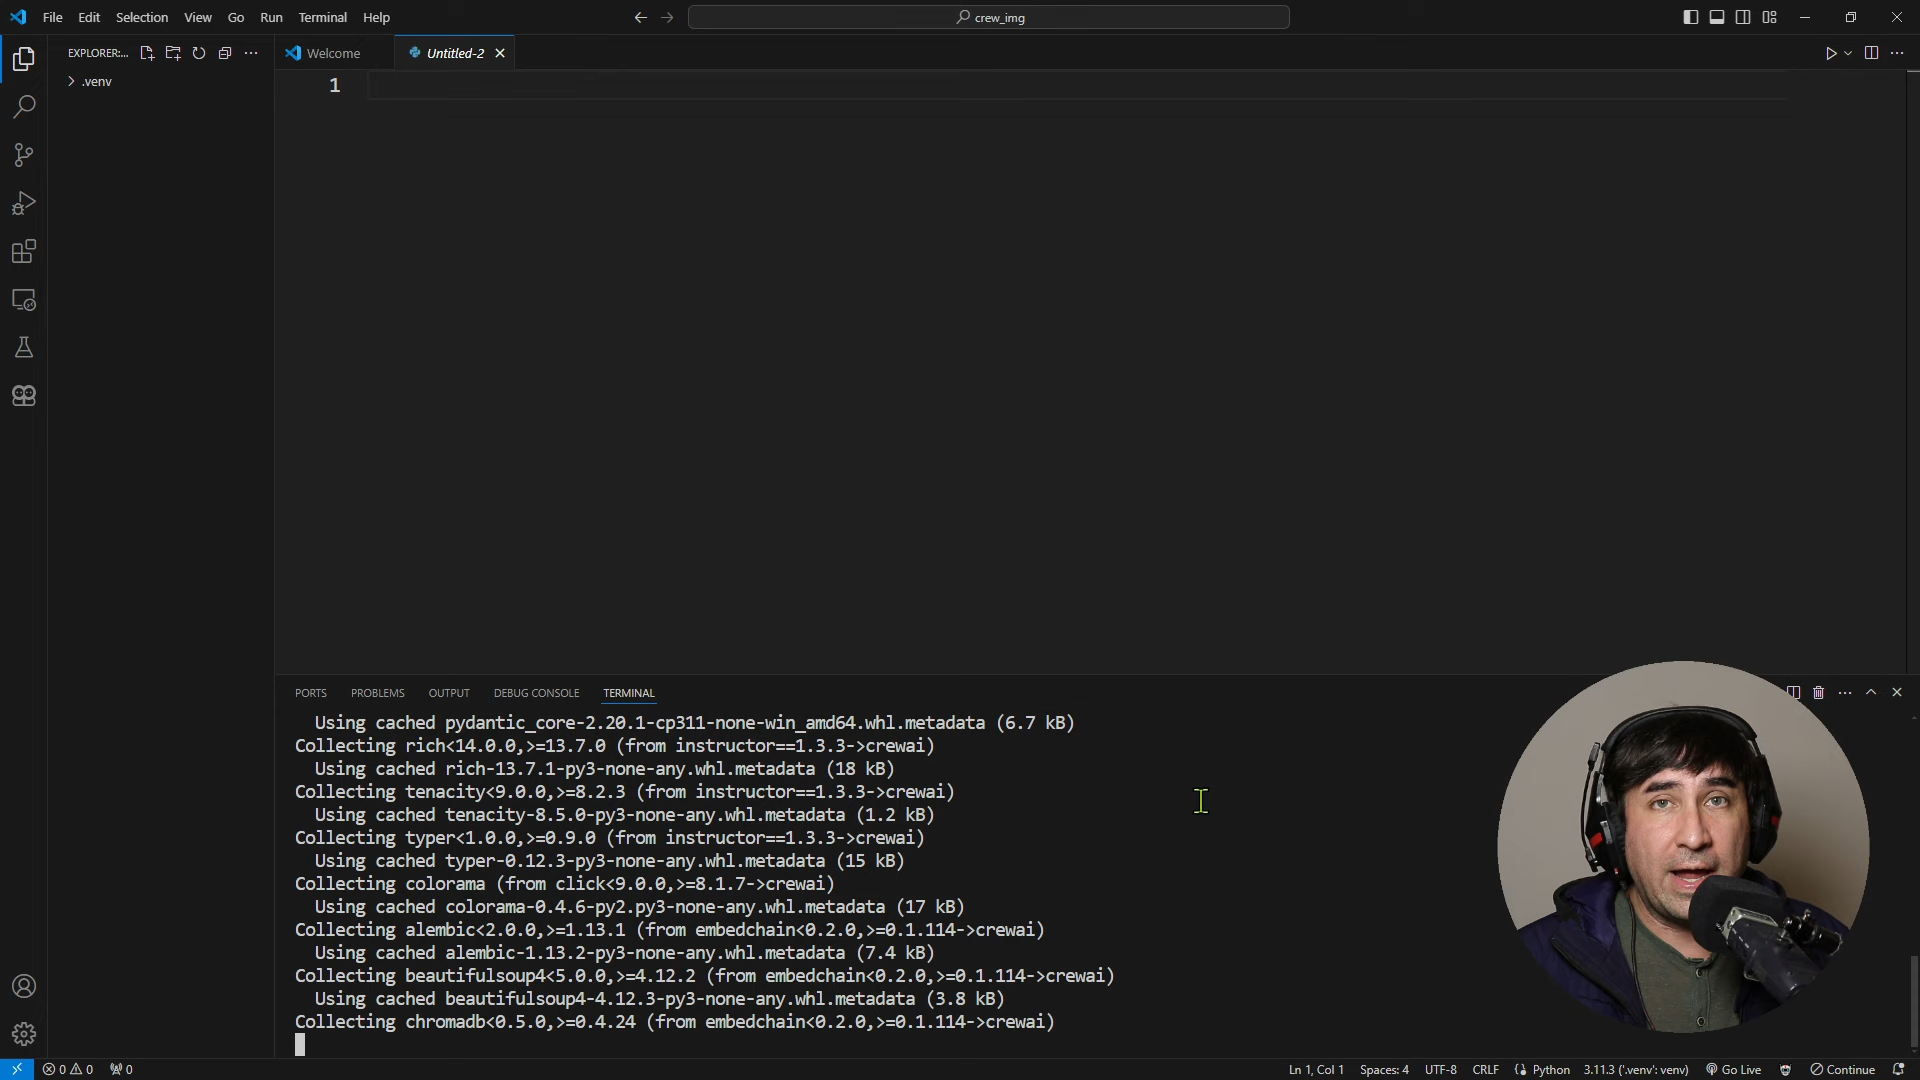 File Edit Selection View Go Run Terminal Help
crew_img
EXPLORER:...
Welcome
Untitled-2
.venv
1
PORTS PROBLEMS OUTPUT DEBUG CONSOLE TERMINAL
Using cached pydantic_core-2.20.1-cp311-none-win_amd64.whl.metadata (6.7 kB)
Collecting rich<14.0.0,>=13.7.0 (from instructor==1.3.3->crewai)
Using cached rich-13.7.1-py3-none-any.whl.metadata (18 kB)
Collecting tenacity<9.0.0,>=8.2.3 (from instructor==1.3.3->crewai)
Using cached tenacity-8.5.0-py3-none-any.whl.metadata (1.2 kB)
Collecting typer<1.0.0,>=0.9.0 (from instructor==1.3.3->crewai)
Using cached typer-0.12.3-py3-none-any.whl.metadata (15 kB)
Collecting colorama (from click<9.0.0,>=8.1.7->crewai)
Using cached colorama-0.4.6-py2.py3-none-any.whl.metadata (17 kB)
Collecting alembic<2.0.0,>=1.13.1 (from embedchain<0.2.0,>=0.1.114->crewai)
Using cached alembic-1.13.2-py3-none-any.whl.metadata (7.4 kB)
Collecting beautifulsoup4<5.0.0,>=4.12.2 (from embedchain<0.2.0,>=0.1.114->crewai)
Using cached beautifulsoup4-4.12.3-py3-none-any.whl.metadata (3.8 kB)
Collecting chromadb<0.5.0,>=0.4.24 (from embedchain<0.2.0,>=0.1.114->crewai)
0 0 0 Ln 1, Col 1 Spaces: 4 UTF-8 CRLF Python 3.11.3 ('.venv': venv) Go Live Continue